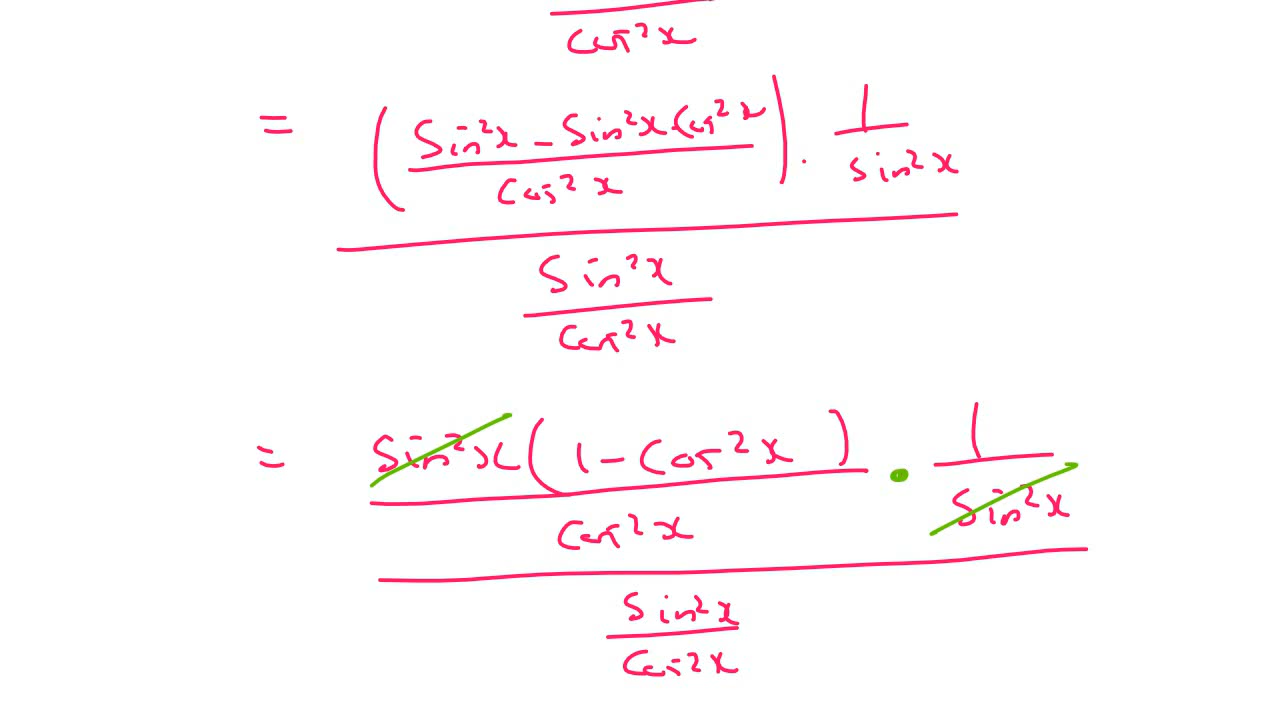 cos²x
= (Sin²x - Sin²x.Cos²x / Cos²x) . 1 / sin²x
Sin²x / Cos²x
= Sin²x(1 - Cos²x) / Cos²x • 1 / Sin²x
Sin²x / Cos²x